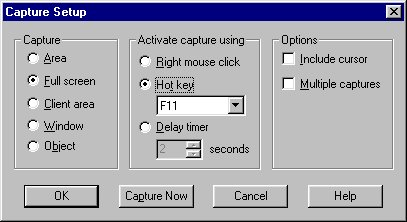 Capture Setup
Capture
Area
Full screen
Client area
Window
Object
Activate capture using
Right mouse click
Hot key
F11
Delay timer
2 seconds
Options
Include cursor
Multiple captures
OK
Capture Now
Cancel
Help